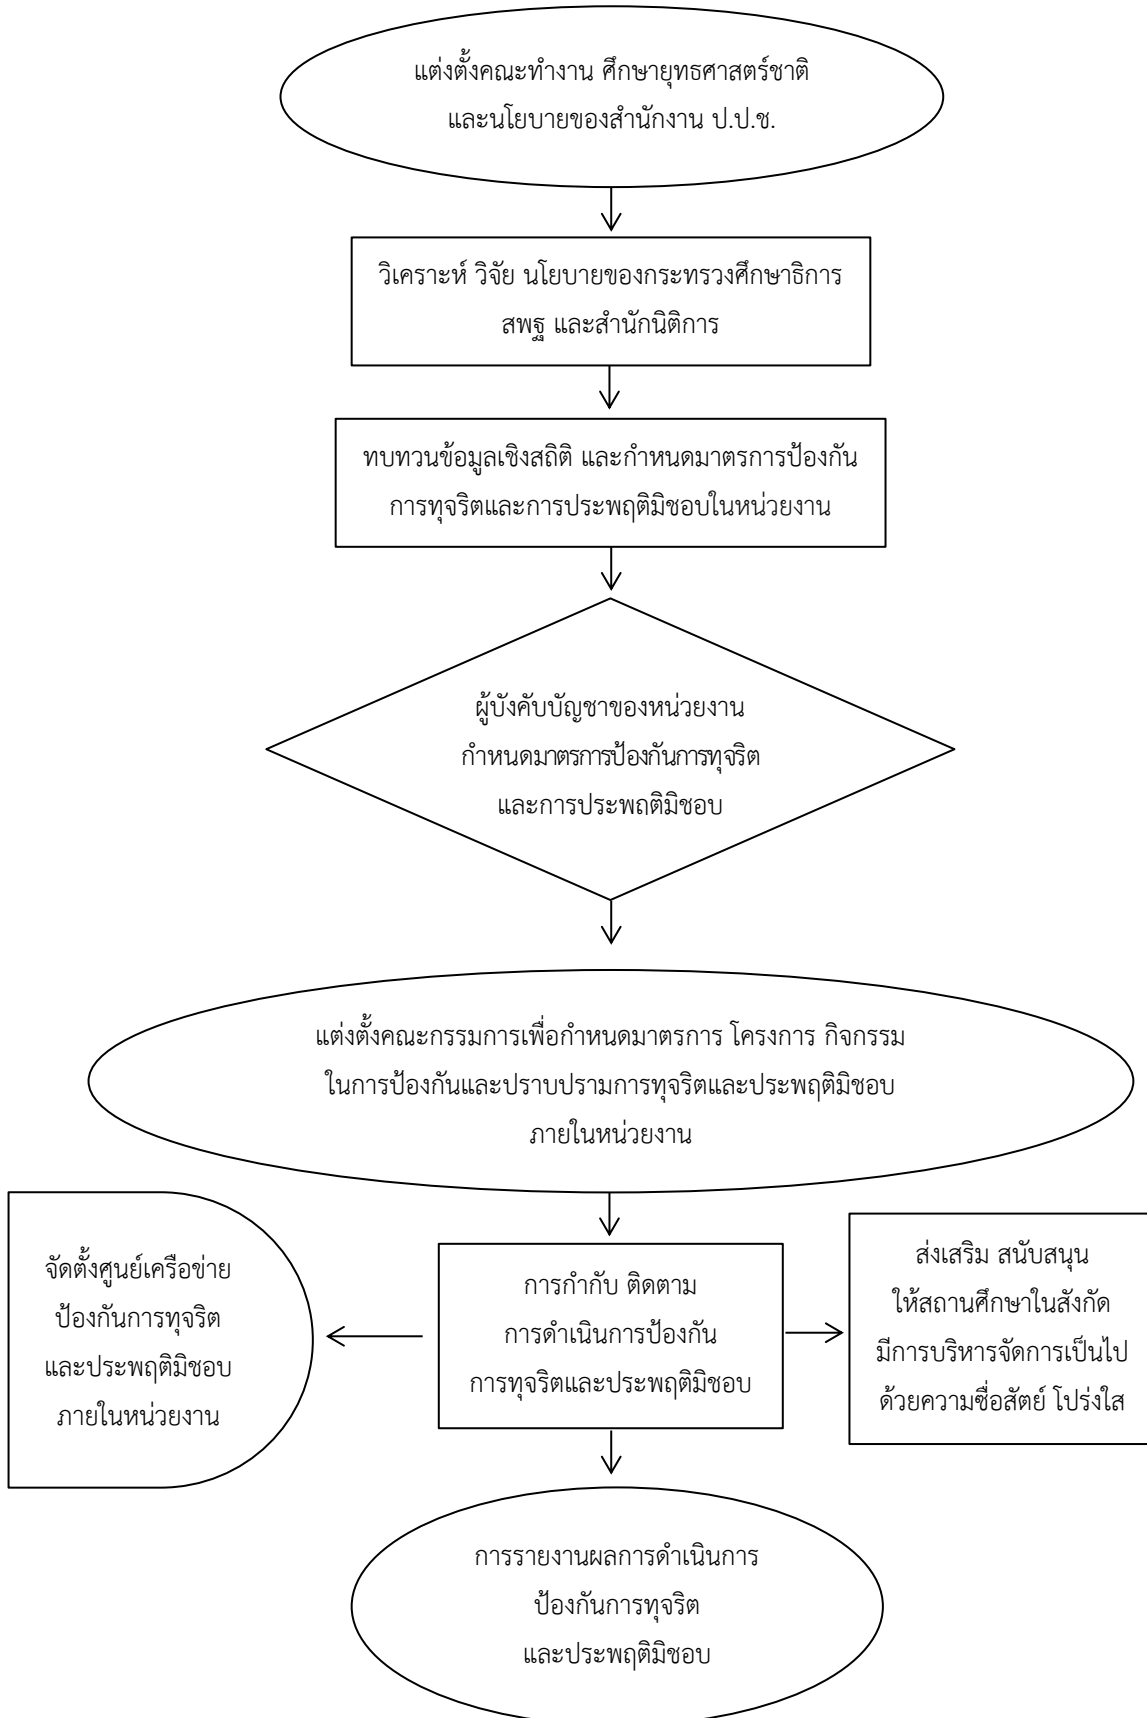 แต่งตั้งคณะทำงาน ศึกษายุทธศาสตร์ชาติ
และนโยบายของสำนักงาน ป.ป.ช.
วิเคราะห์ วิจัย นโยบายของกระทรวงศึกษาธิการ
สพฐ และสำนักนิติการ
ทบทวนข้อมูลเชิงสถิติ และกำหนดมาตรการป้องกัน
การทุจริตและการประพฤติมิชอบในหน่วยงาน
ผู้บังคับบัญชาของหน่วยงาน
กำหนดมาตรการป้องกันการทุจริต
และการประพฤติมิชอบ
แต่งตั้งคณะกรรมการเพื่อกำหนดมาตรการ โครงการ กิจกรรม
ในการป้องกันและปราบปรามการทุจริตและประพฤติมิชอบ
ภายในหน่วยงาน
จัดตั้งศูนย์เครือข่าย
ป้องกันการทุจริต
และประพฤติมิชอบ
ภายในหน่วยงาน
การกำกับ ติดตาม
การดำเนินการป้องกัน
การทุจริตและประพฤติมิชอบ
ส่งเสริม สนับสนุน
ให้สถานศึกษาในสังกัด
มีการบริหารจัดการเป็นไป
ด้วยความซื่อสัตย์ โปร่งใส
การรายงานผลการดำเนินการ
ป้องกันการทุจริต
และประพฤติมิชอบ